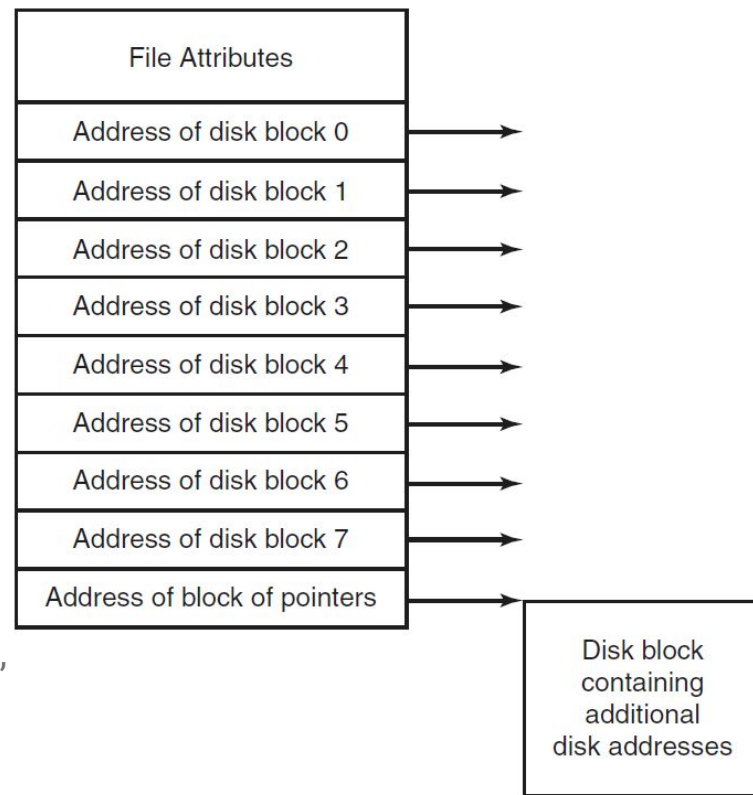 File Attributes
Address of disk block 0
Address of disk block 1
Address of disk block 2
Address of disk block 3
Address of disk block 4
Address of disk block 5
Address of disk block 6
Address of disk block 7
Address of block of pointers
,
Disk block
containing
additional
disk addresses